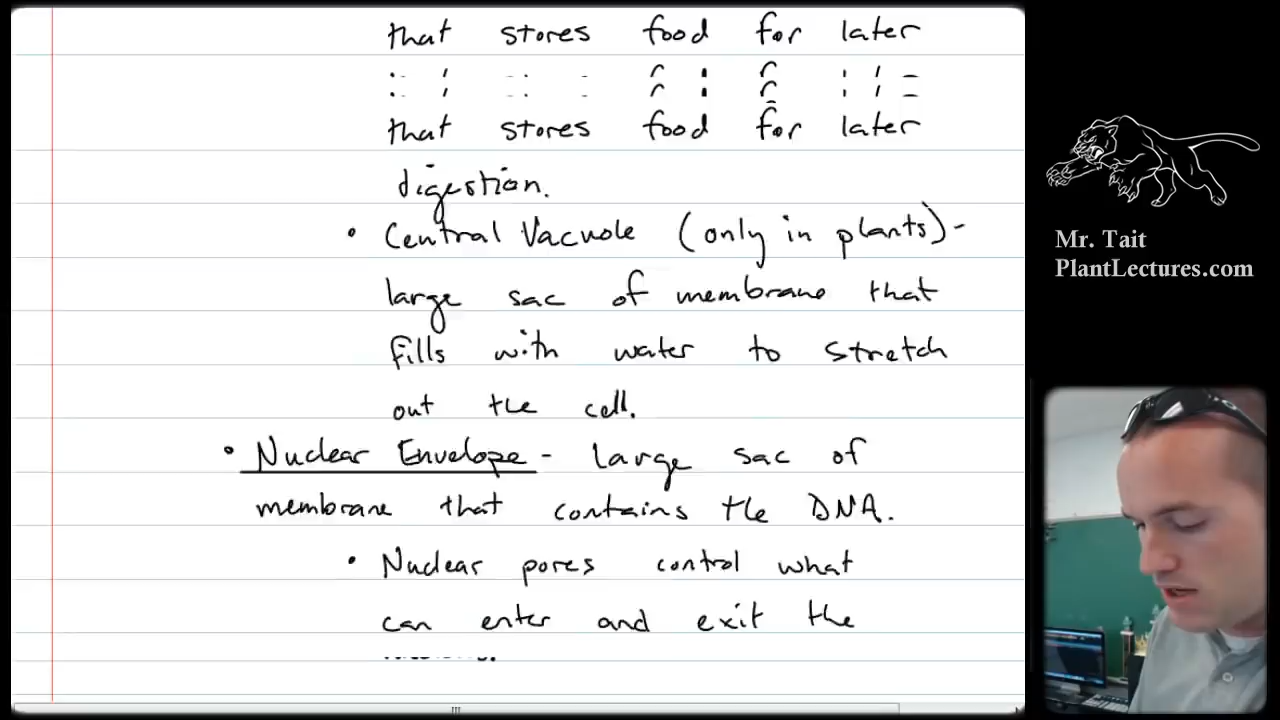 that stores food for later
that stores food for later
digestion.
• Central Vacuole (only in plants) -
large sac of membrane that
fills with water to stretch
out the cell.
• Nuclear Envelope - large sac of
membrane that contains the DNA.
• Nuclear pores control what
can enter and exit the
Mr. Tait
PlantLectures.com